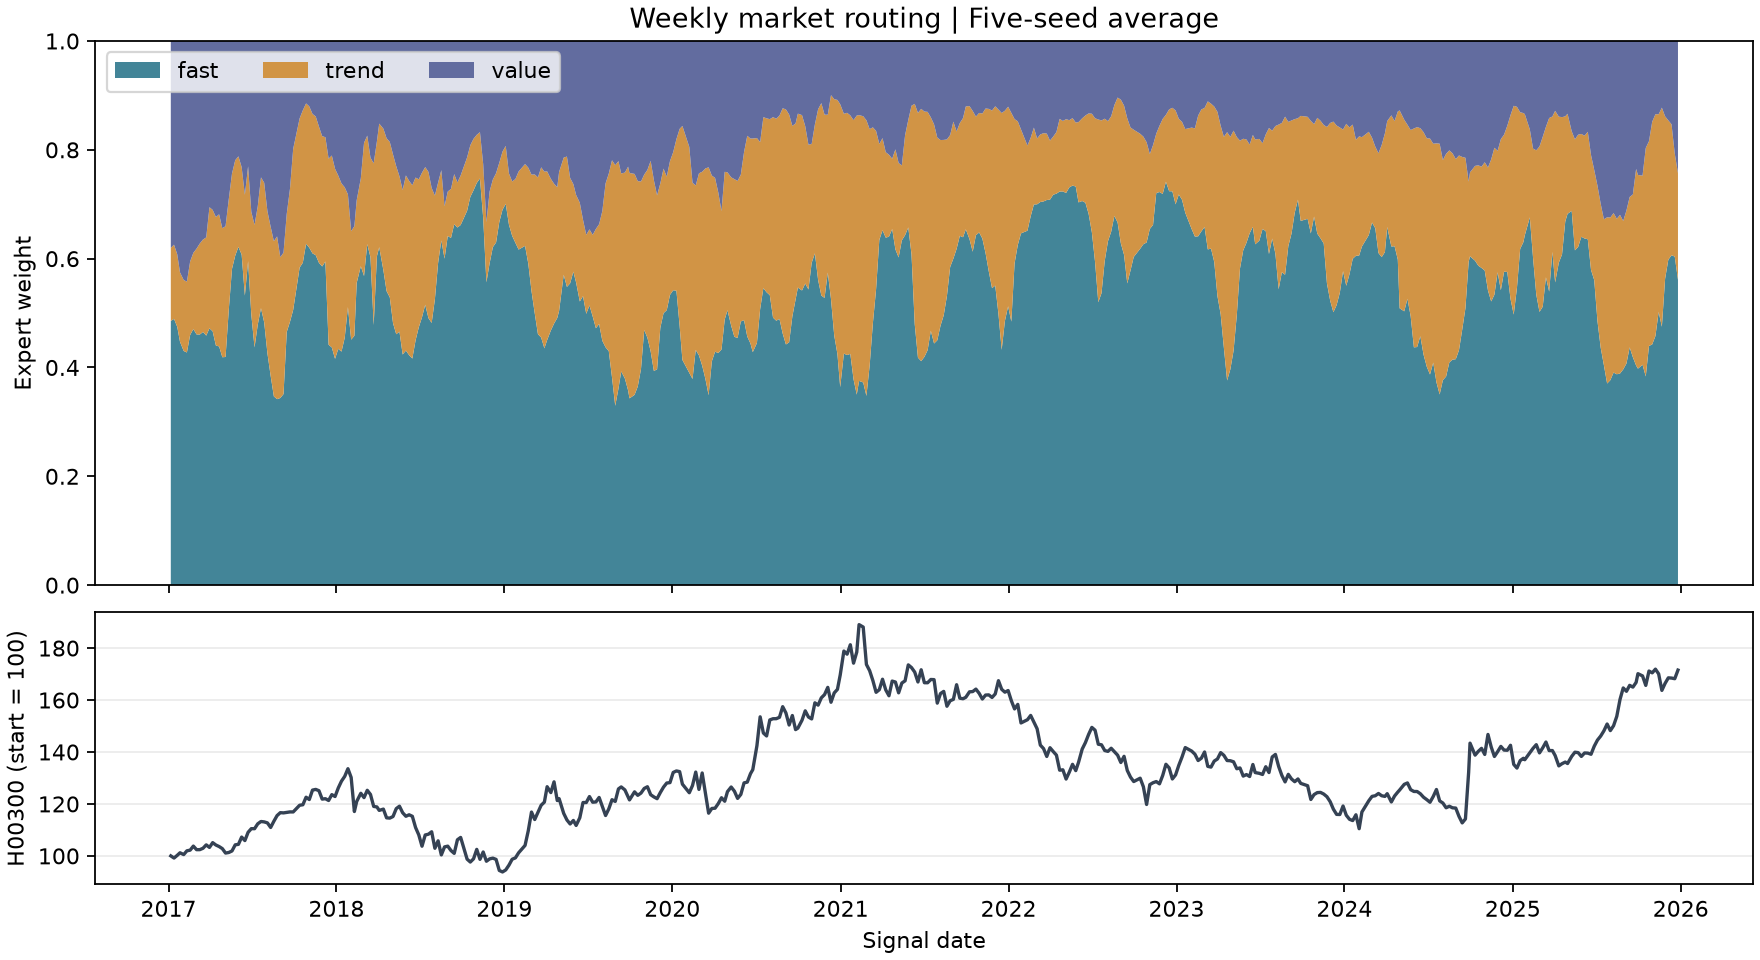 Weekly market routing | Five-seed average
fast trend value
Expert weight
1.0
0.8
0.6
0.4
0.2
0.0
H00300 (start = 100)
180
160
140
120
100
2017 2018 2019 2020 2021 2022 2023 2024 2025 2026
Signal date